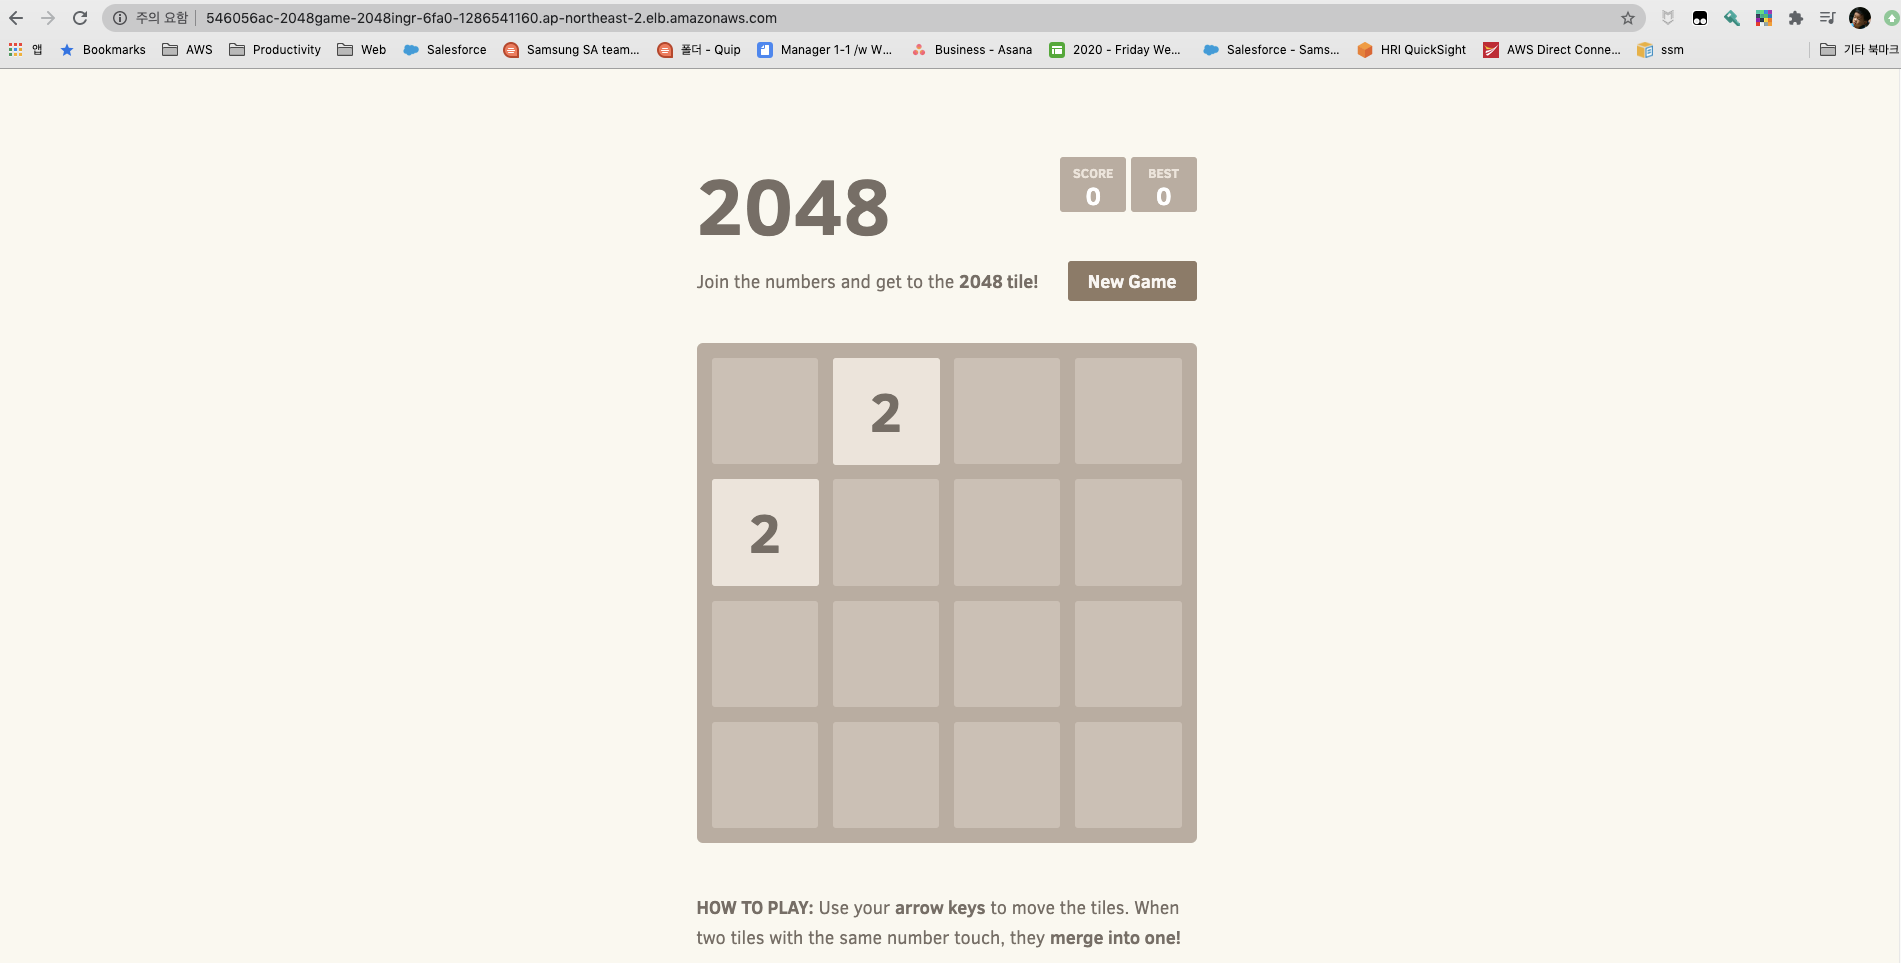 주의 요함 546056ac-2048game-2048ingr-6fa0-1286541160.ap-northeast-2.elb.amazonaws.com
앱 Bookmarks AWS Productivity Web Salesforce Samsung SA team... 폴더 - Quip Manager 1-1 /w W... Business - Asana 2020 - Friday We... Salesforce - Sams... HRI QuickSight AWS Direct Conne... ssm 기타 북마크
2048
SCORE
0
BEST
0
Join the numbers and get to the 2048 tile!
New Game
2
2
HOW TO PLAY: Use your arrow keys to move the tiles. When
two tiles with the same number touch, they merge into one!